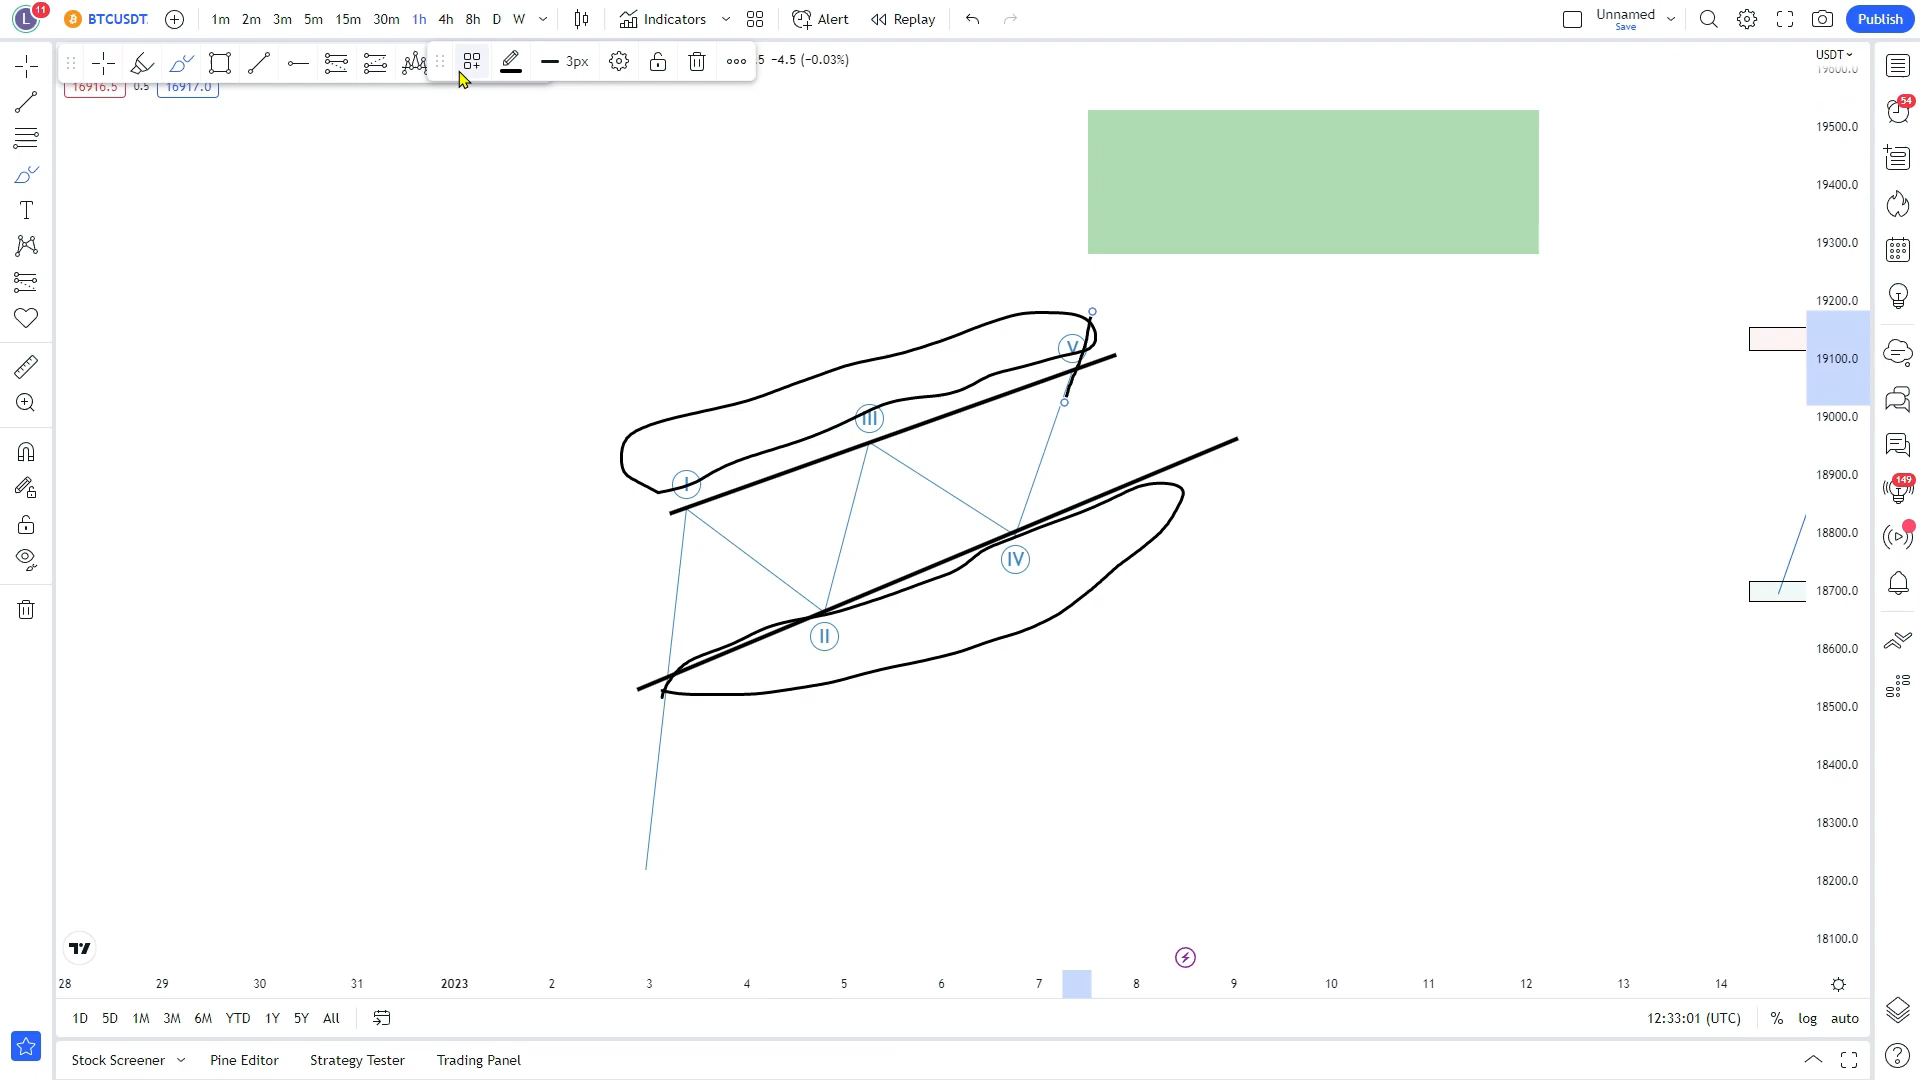 L 11 BTCUSDT 1m 2m 3m 5m 15m 30m 1h 4h 8h D W Indicators Alert Replay Unnamed Save Publish
3px 5 −4.5 (−0.03%) USDT
16916.5 0.5 16917.0
19600.0
19500.0
19400.0
19300.0
19200.0
19100.0
19000.0
18900.0
18800.0
18700.0
18600.0
18500.0
18400.0
18300.0
18200.0
18100.0
54
149
V
III
I
IV
II
28 29 30 31 2023 2 3 4 5 6 7 8 9 10 11 12 13 14
1D 5D 1M 3M 6M YTD 1Y 5Y All 12:33:01 (UTC) % log auto
Stock Screener Pine Editor Strategy Tester Trading Panel